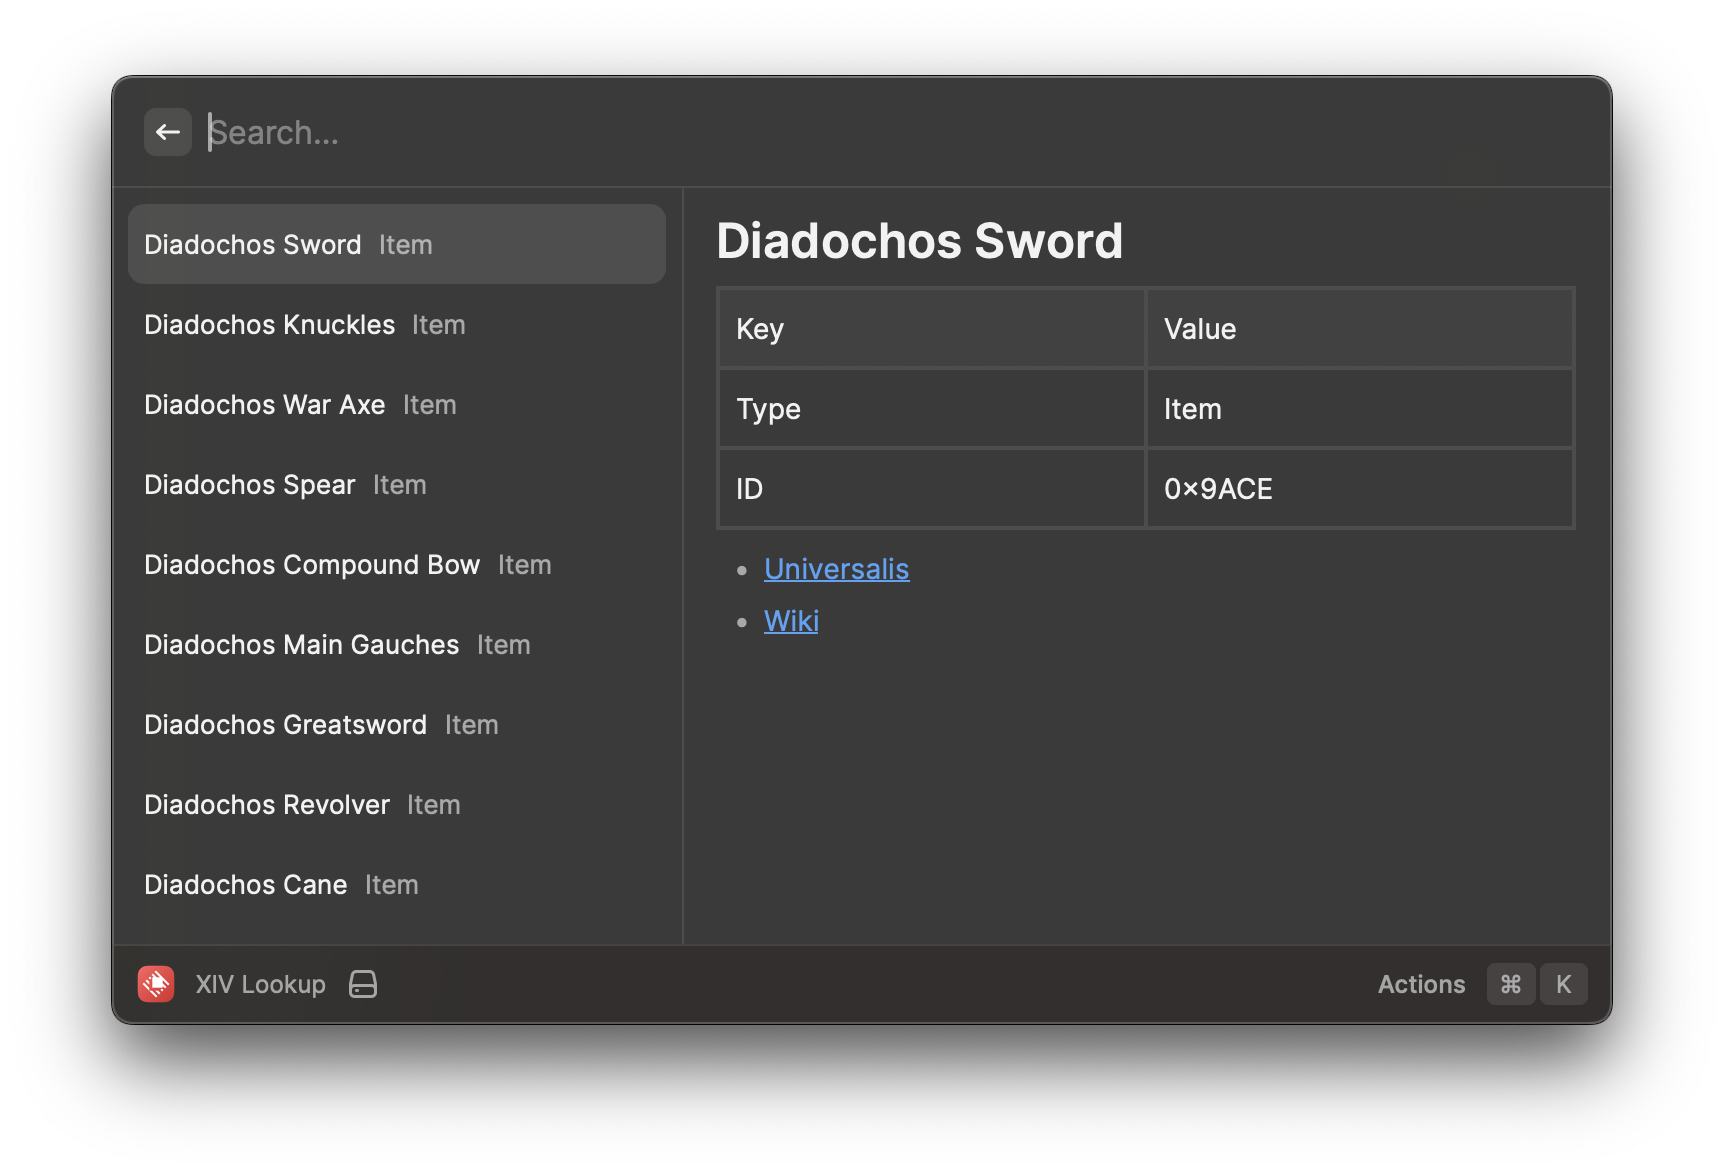 Search...
Diadochos Sword Item
Diadochos Knuckles Item
Diadochos War Axe Item
Diadochos Spear Item
Diadochos Compound Bow Item
Diadochos Main Gauches Item
Diadochos Greatsword Item
Diadochos Revolver Item
Diadochos Cane Item
Diadochos Sword
Key Value
Type Item
ID 0×9ACE
Universalis
Wiki
XIV Lookup
Actions ⌘ K